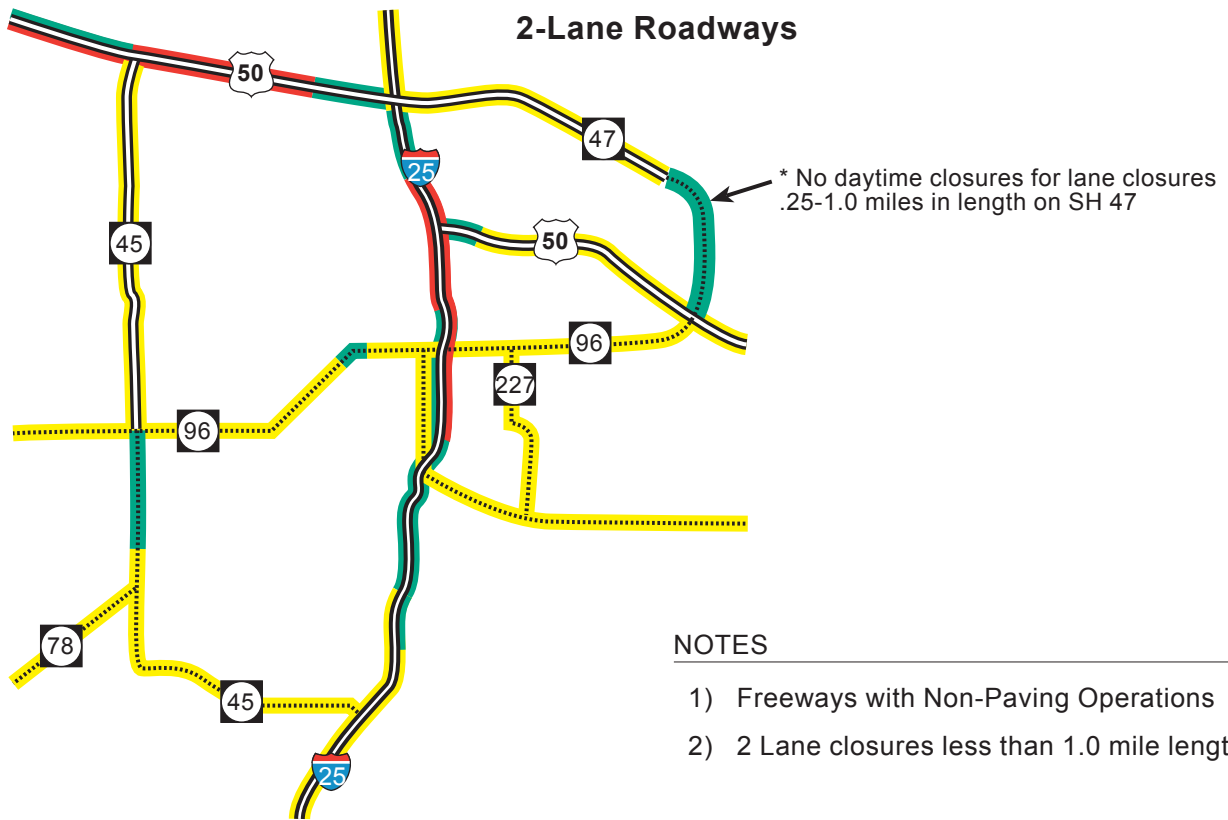 2-Lane Roadways
50
47
25
* No daytime closures for lane closures
.25-1.0 miles in length on SH 47
45
50
96
227
96
78
45
25
NOTES
1) Freeways with Non-Paving Operations
2) 2 Lane closures less than 1.0 mile lengt